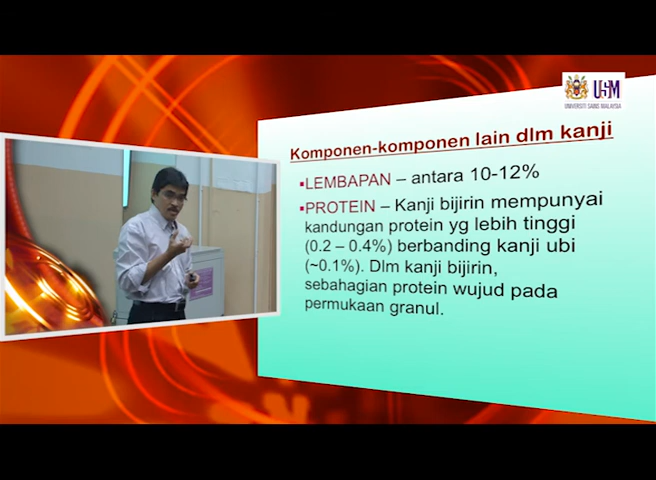 USM
UNIVERSITI SAINS MALAYSIA
Komponen-komponen lain dlm kanji
▪LEMBAPAN – antara 10-12%
▪PROTEIN – Kanji bijirin mempunyai
kandungan protein yg lebih tinggi
(0.2 – 0.4%) berbanding kanji ubi
(~0.1%). Dlm kanji bijirin,
sebahagian protein wujud pada
permukaan granul.